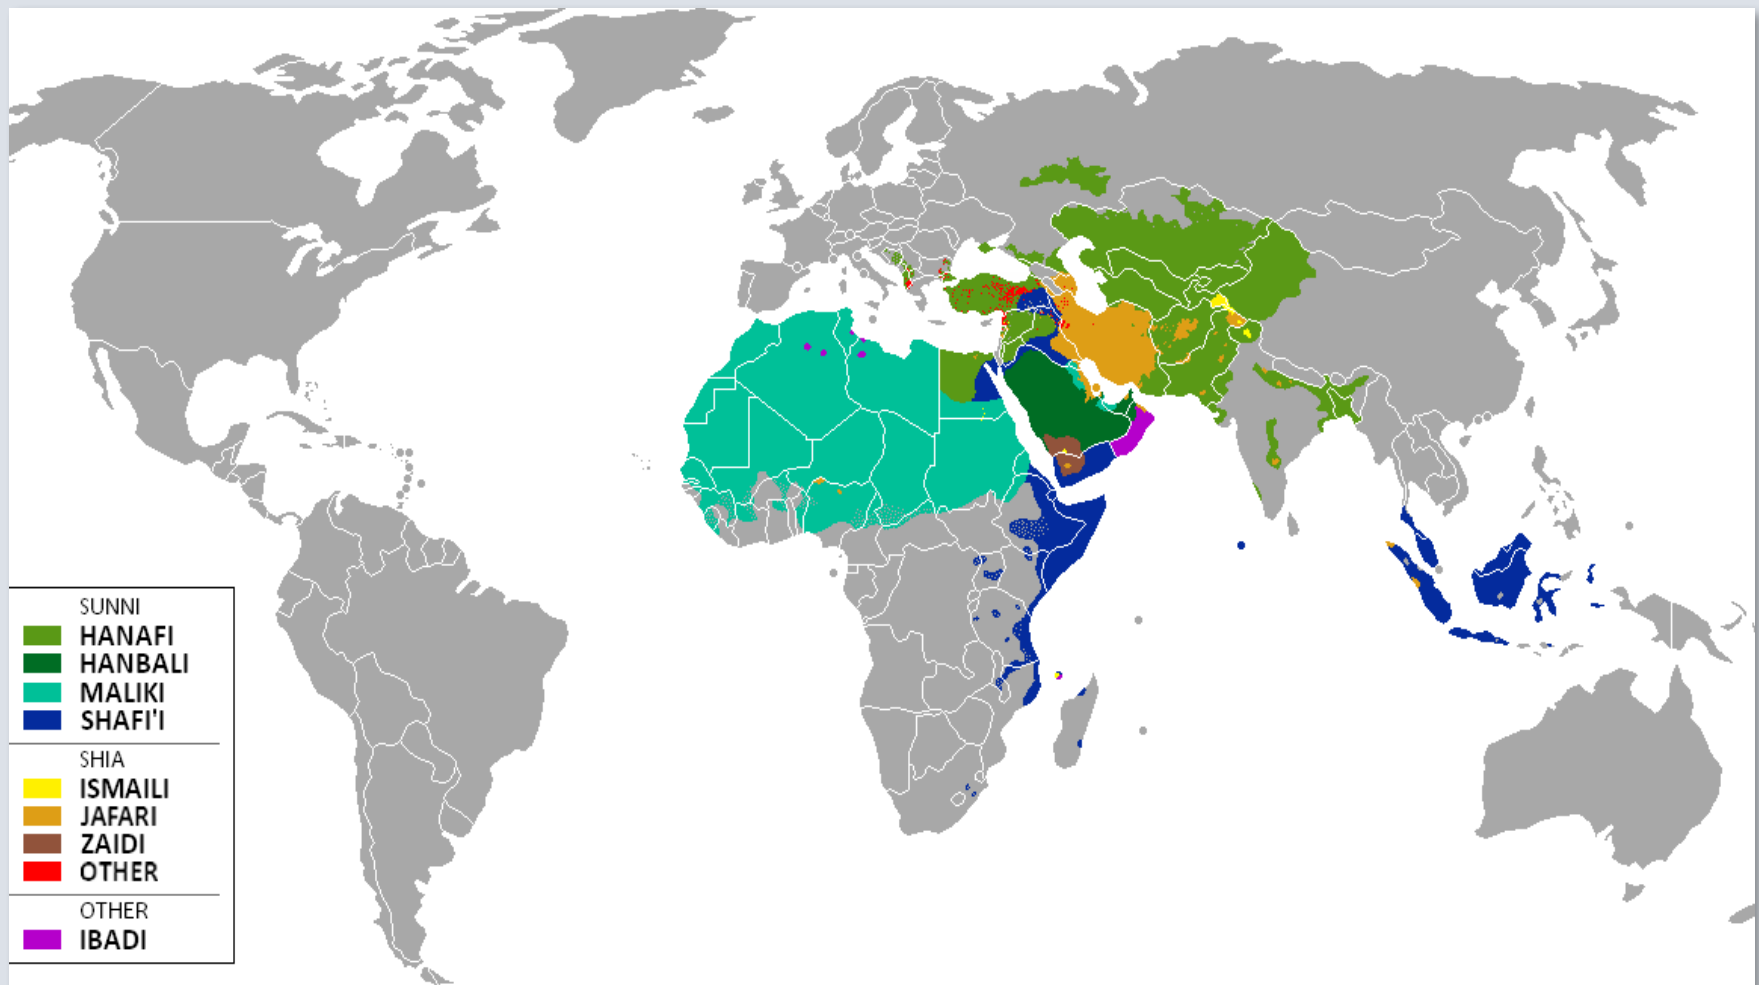 SUNNI
HANAFI
HANBALI
MALIKI
SHAFI'I
SHIA
ISMAILI
JAFARI
ZAIDI
OTHER
OTHER
IBADI